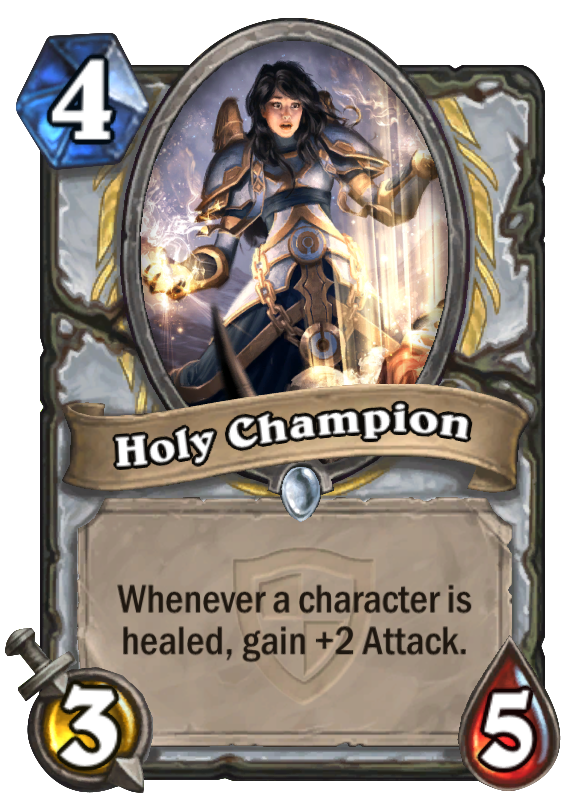 4
Holy Champion
Whenever a character is
healed, gain +2 Attack.
3
5